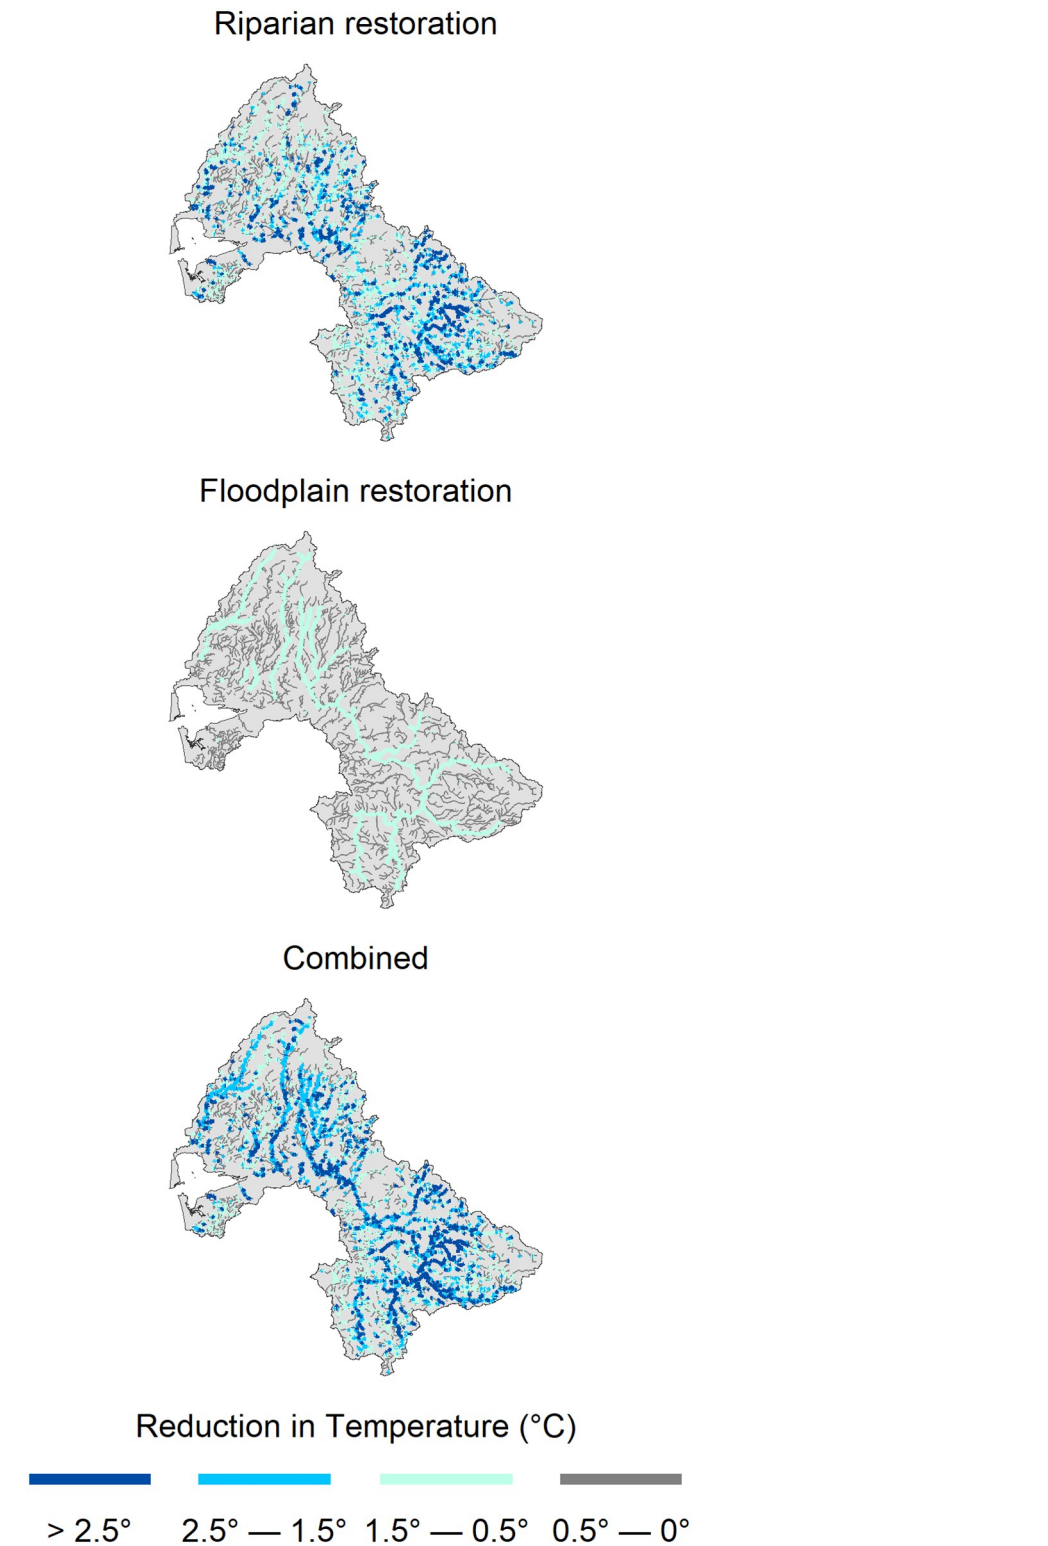 Riparian restoration
Floodplain restoration
Combined
Reduction in Temperature (°C)
> 2.5° 2.5° — 1.5° 1.5° — 0.5° 0.5° — 0°